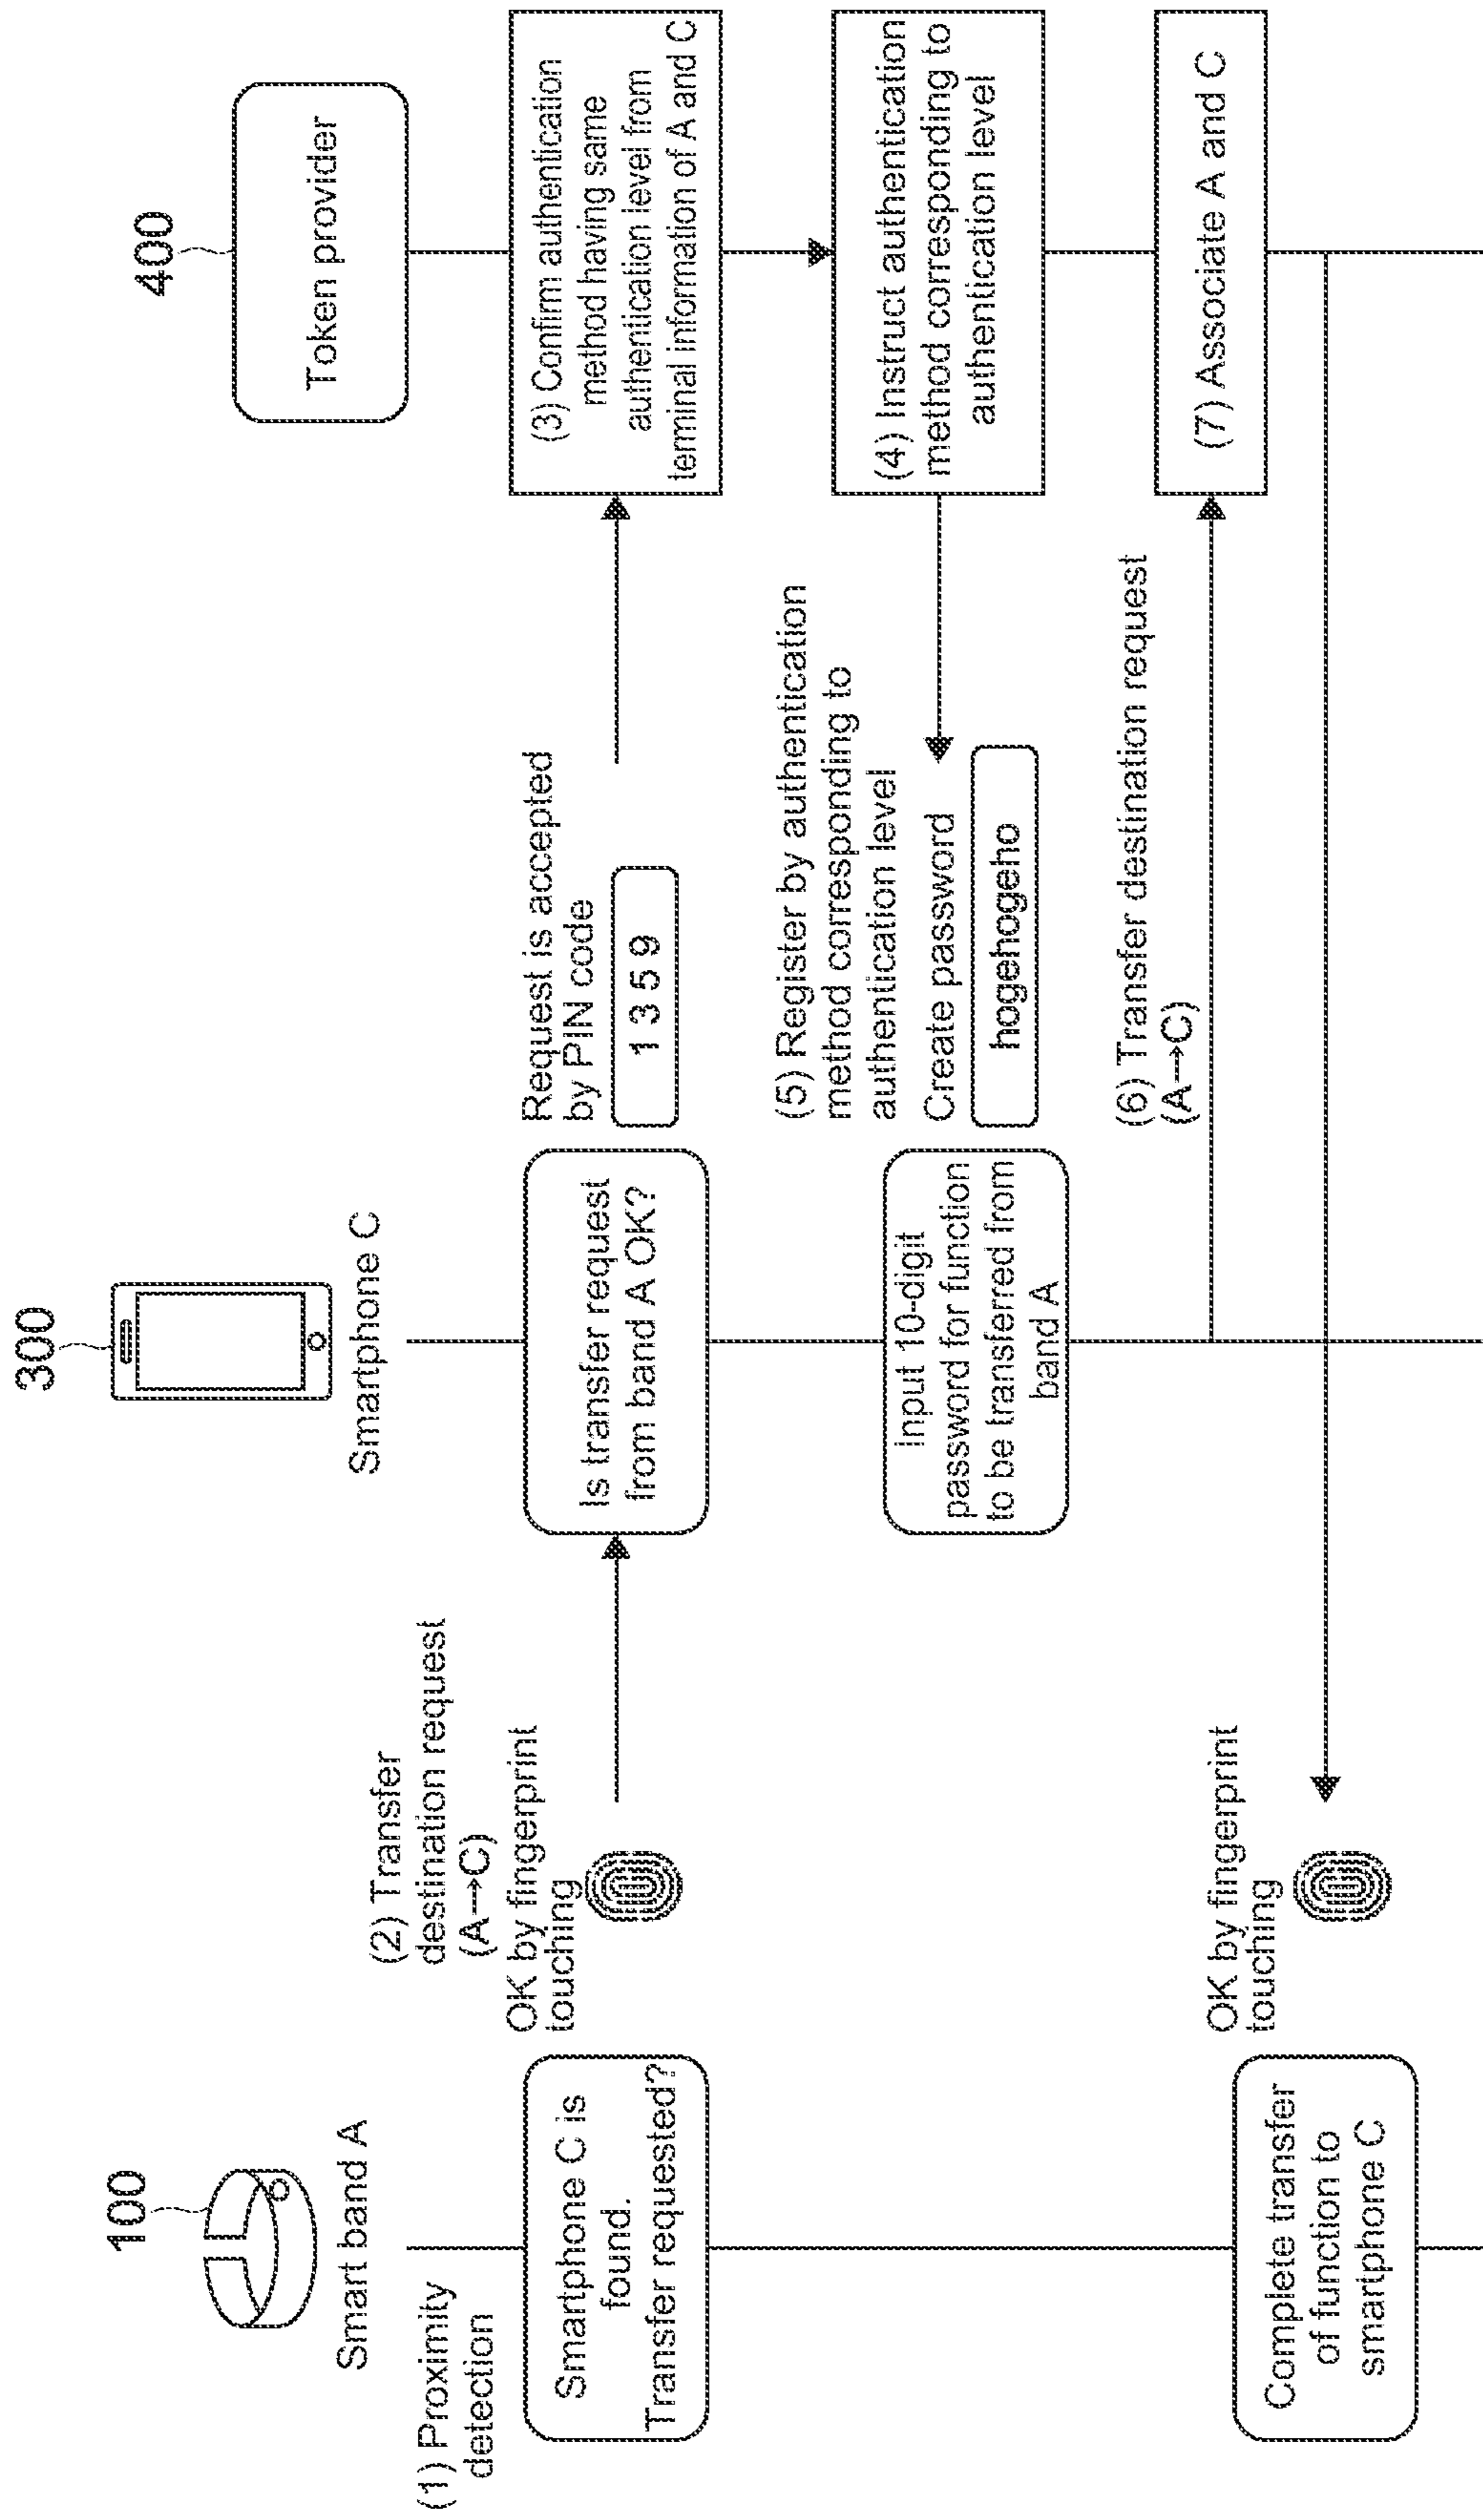 100
Smart band A
300
Smartphone C
400
Token provider
(1) Proximity
detection
Smartphone C is
found.
Transfer requested?
(2) Transfer
destination request
(A→C)
OK by fingerprint
touching
Is transfer request
from band A OK?
Request is accepted
by PIN code
1 3 5 9
(3) Confirm authentication
method having same
authentication level from
terminal information of A and C
(4) Instruct authentication
method corresponding to
authentication level
(5) Register by authentication
method corresponding to
authentication level
Create password
hogehogeho
Input 10-digit
password for function
to be transferred from
band A
(6) Transfer destination request
(A→C)
(7) Associate A and C
OK by fingerprint
touching
Complete transfer
of function to
smartphone C